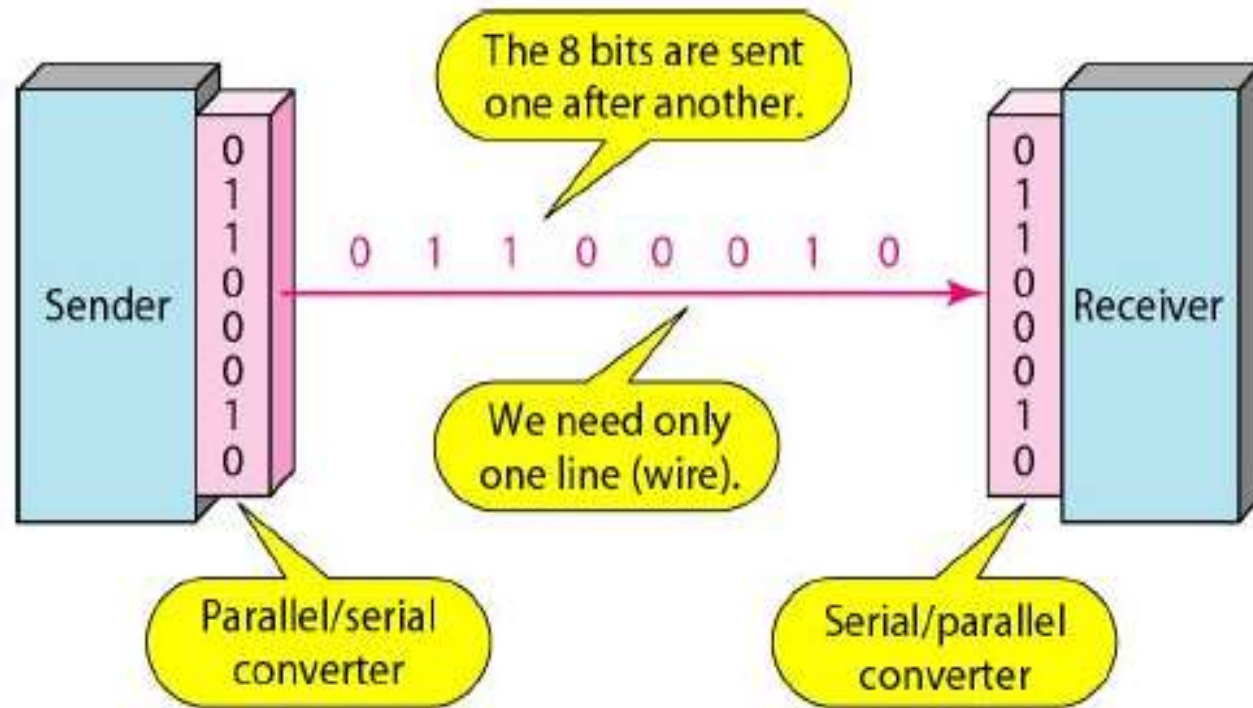 The 8 bits are sent
one after another.
0
1
1
0
0
0
1
0
0 1 1 0 0 0 1 0
0
1
1
0
0
0
1
0
Sender
Receiver
We need only
one line (wire).
Parallel/serial
converter
Serial/parallel
converter